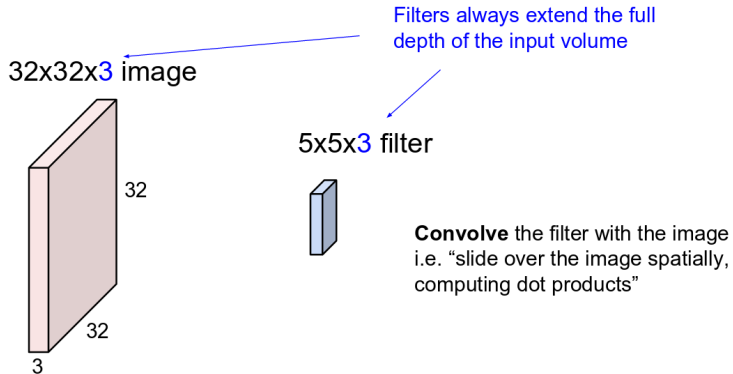 Filters always extend the full
depth of the input volume
32x32x3 image
5x5x3 filter
32
Convolve the filter with the image
i.e. “slide over the image spatially,
computing dot products”
32
3